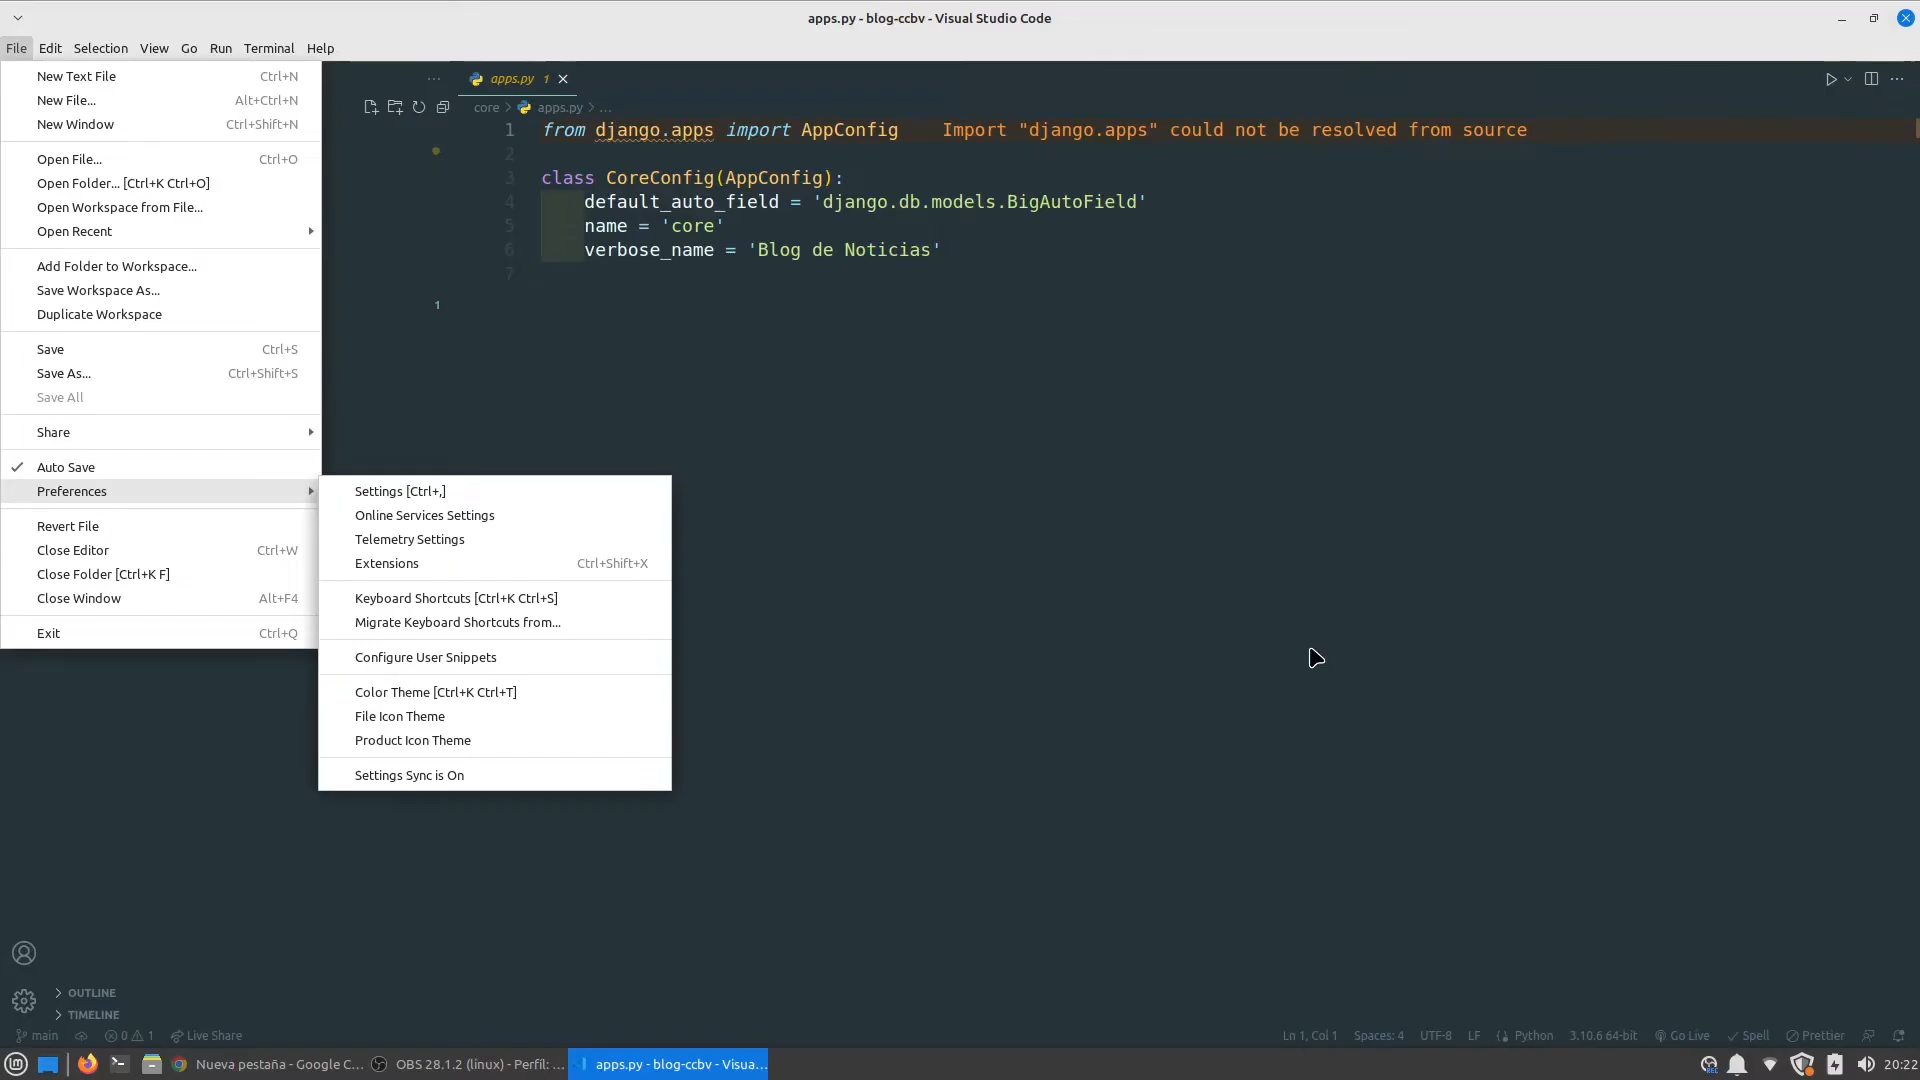 apps.py - blog-ccbv - Visual Studio Code
File Edit Selection View Go Run Terminal Help
New Text File Ctrl+N
New File... Alt+Ctrl+N
New Window Ctrl+Shift+N
Open File... Ctrl+O
Open Folder... [Ctrl+K Ctrl+O]
Open Workspace from File...
Open Recent
Add Folder to Workspace...
Save Workspace As...
Duplicate Workspace
Save Ctrl+S
Save As... Ctrl+Shift+S
Save All
Share
Auto Save
Preferences
Revert File
Close Editor Ctrl+W
Close Folder [Ctrl+K F]
Close Window Alt+F4
Exit Ctrl+Q
Settings [Ctrl+,]
Online Services Settings
Telemetry Settings
Extensions Ctrl+Shift+X
Keyboard Shortcuts [Ctrl+K Ctrl+S]
Migrate Keyboard Shortcuts from...
Configure User Snippets
Color Theme [Ctrl+K Ctrl+T]
File Icon Theme
Product Icon Theme
Settings Sync is On
1
apps.py 1
core > apps.py > ...
1 from django.apps import AppConfig Import "django.apps" could not be resolved from source
2
3 class CoreConfig(AppConfig):
4 default_auto_field = 'django.db.models.BigAutoField'
5 name = 'core'
6 verbose_name = 'Blog de Noticias'
7
OUTLINE
TIMELINE
main 0 1 Live Share
Ln 1, Col 1 Spaces: 4 UTF-8 LF Python 3.10.6 64-bit Go Live Spell Prettier
Nueva pestaña - Google C... OBS 28.1.2 (linux) - Perfil: ... apps.py - blog-ccbv - Visua...
REC
20:22